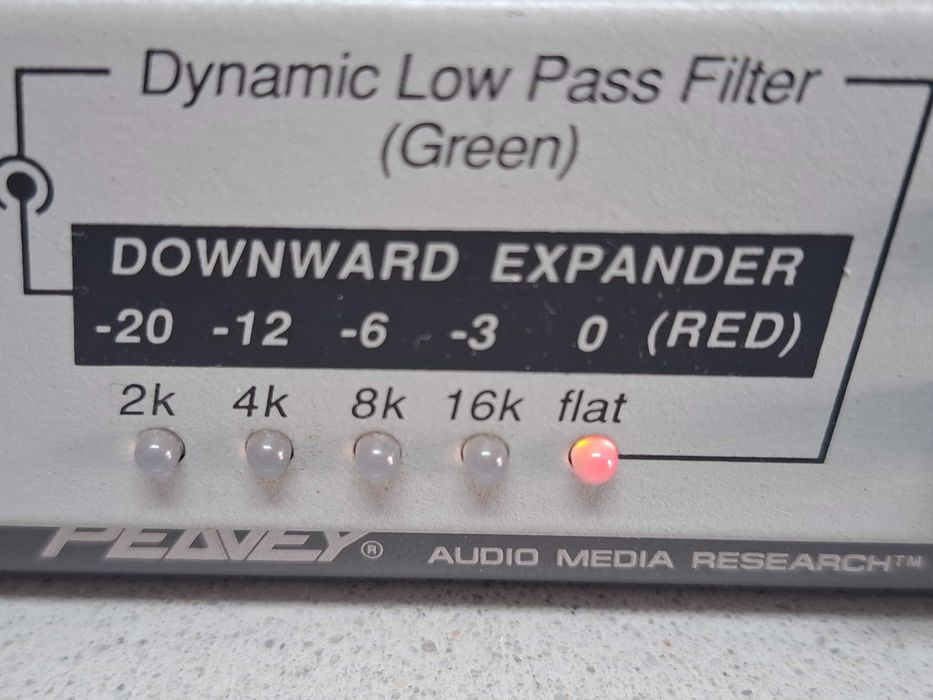 Dynamic Low Pass Filter
(Green)
DOWNWARD EXPANDER
-20 -12 -6 -3 0 (RED)
2k 4k 8k 16k flat
PEAVEY® AUDIO MEDIA RESEARCH™